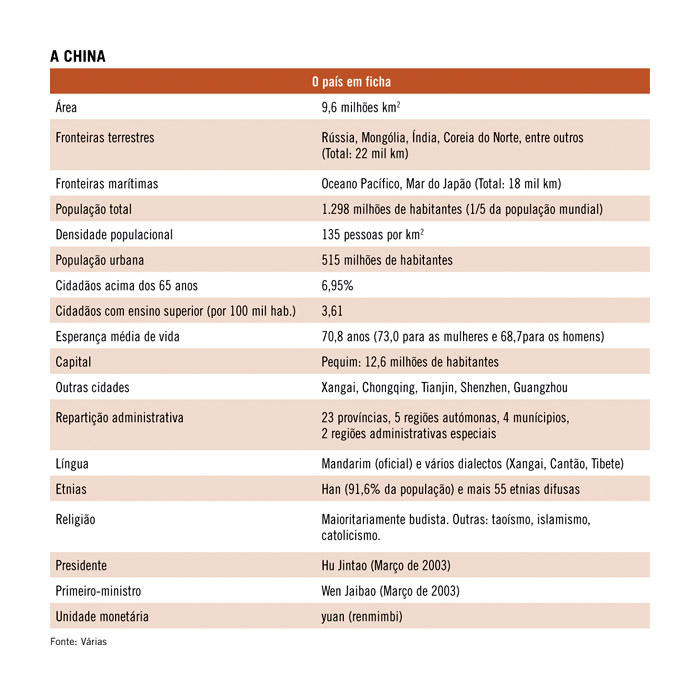 A CHINA
O país em ficha
Área 9,6 milhões km²
Fronteiras terrestres Rússia, Mongólia, Índia, Coreia do Norte, entre outros
(Total: 22 mil km)
Fronteiras marítimas Oceano Pacífico, Mar do Japão (Total: 18 mil km)
População total 1.298 milhões de habitantes (1/5 da população mundial)
Densidade populacional 135 pessoas por km²
População urbana 515 milhões de habitantes
Cidadãos acima dos 65 anos 6,95%
Cidadãos com ensino superior (por 100 mil hab.) 3,61
Esperança média de vida 70,8 anos (73,0 para as mulheres e 68,7para os homens)
Capital Pequim: 12,6 milhões de habitantes
Outras cidades Xangai, Chongqing, Tianjin, Shenzhen, Guangzhou
Repartição administrativa 23 províncias, 5 regiões autónomas, 4 munícipios,
2 regiões administrativas especiais
Língua Mandarim (oficial) e vários dialectos (Xangai, Cantão, Tibete)
Etnias Han (91,6% da população) e mais 55 etnias difusas
Religião Maioritariamente budista. Outras: taoísmo, islamismo,
catolicismo.
Presidente Hu Jintao (Março de 2003)
Primeiro-ministro Wen Jaibao (Março de 2003)
Unidade monetária yuan (renmimbi)
Fonte: Várias